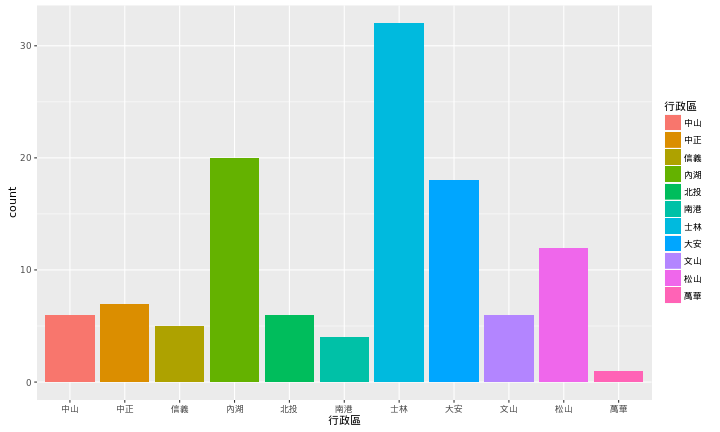 30
20
10
0
count
中山 中正 信義 內湖 北投 南港 士林 大安 文山 松山 萬華
行政區
行政區
中山
中正
信義
內湖
北投
南港
士林
大安
文山
松山
萬華